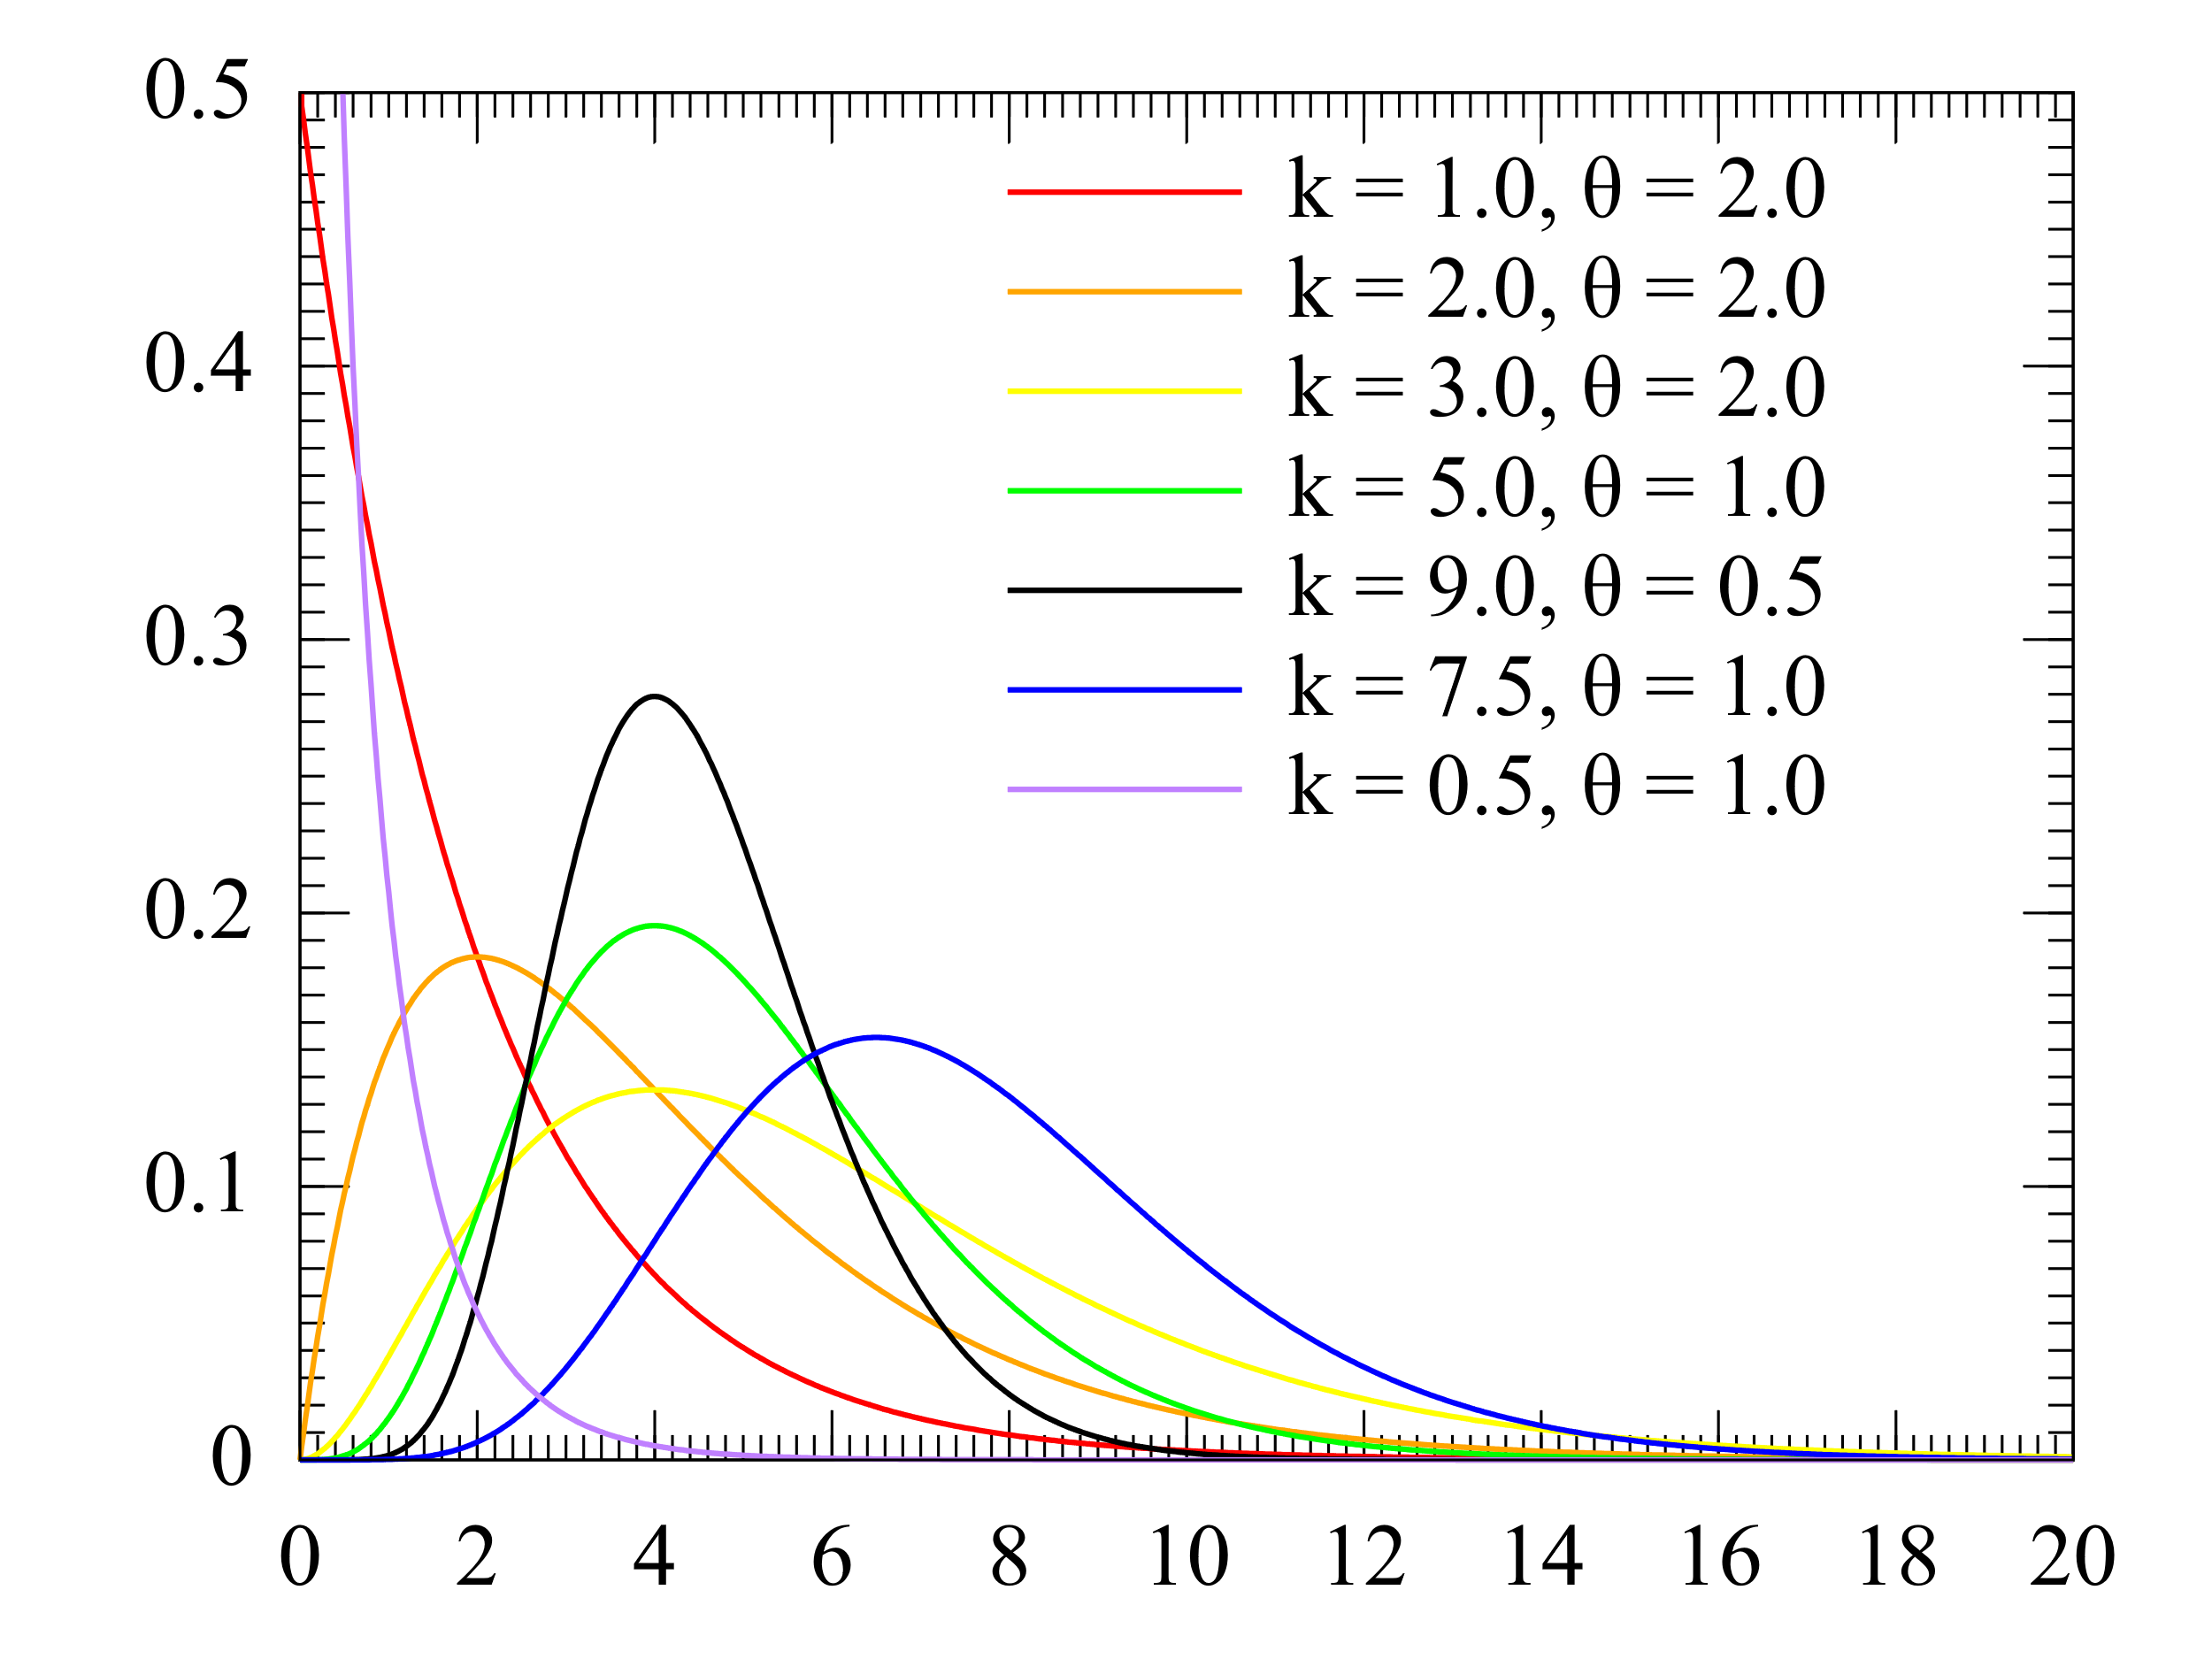 0.5
k = 1.0, θ = 2.0
k = 2.0, θ = 2.0
0.4
k = 3.0, θ = 2.0
k = 5.0, θ = 1.0
k = 9.0, θ = 0.5
0.3
k = 7.5, θ = 1.0
k = 0.5, θ = 1.0
0.2
0.1
0
0 2 4 6 8 10 12 14 16 18 20